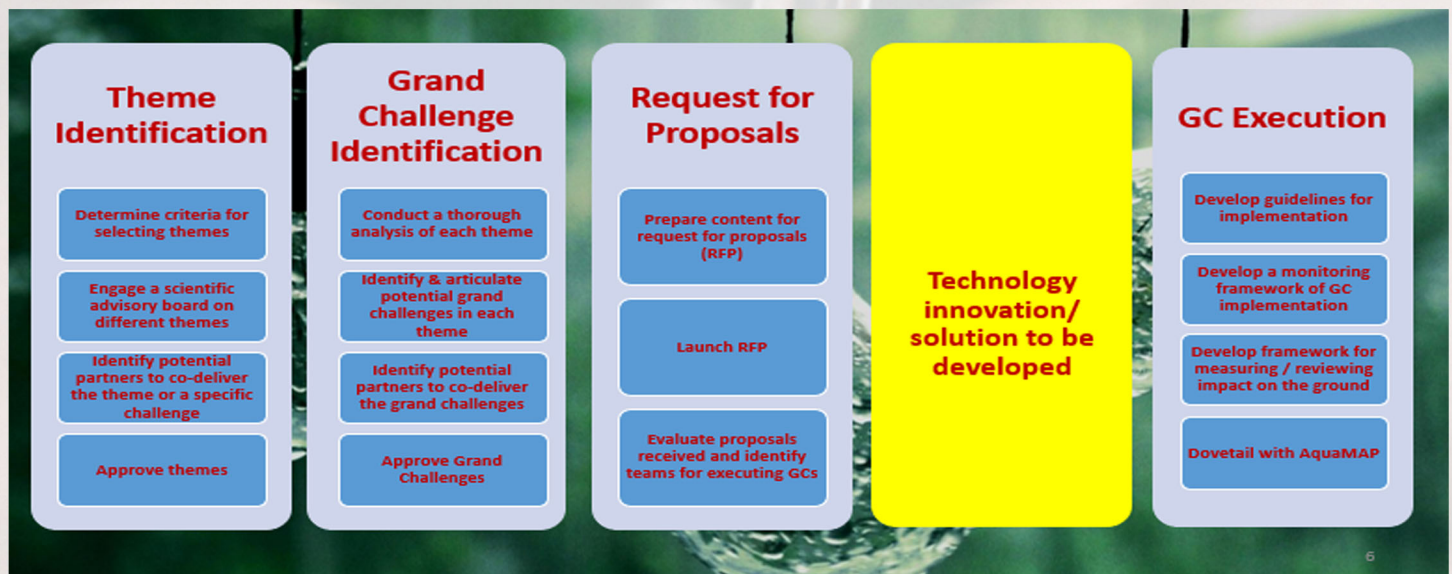 Theme
Identification
Determine criteria for
selecting themes
Engage a scientific
advisory board on
different themes
Identify potential
partners to co-deliver
the theme or a specific
challenge
Approve themes
Grand
Challenge
Identification
Conduct a thorough
analysis of each theme
Identify & articulate
potential grand
challenges in each
theme
Identify potential
partners to co-deliver
the grand challenges
Approve Grand
Challenges
Request for
Proposals
Prepare content for
request for proposals
(RFP)
Launch RFP
Evaluate proposals
received and identify
teams for executing GCs
Technology
innovation/
solution to be
developed
GC Execution
Develop guidelines for
implementation
Develop a monitoring
framework of GC
implementation
Develop framework for
measuring / reviewing
impact on the ground
Dovetail with AquaMAP
6